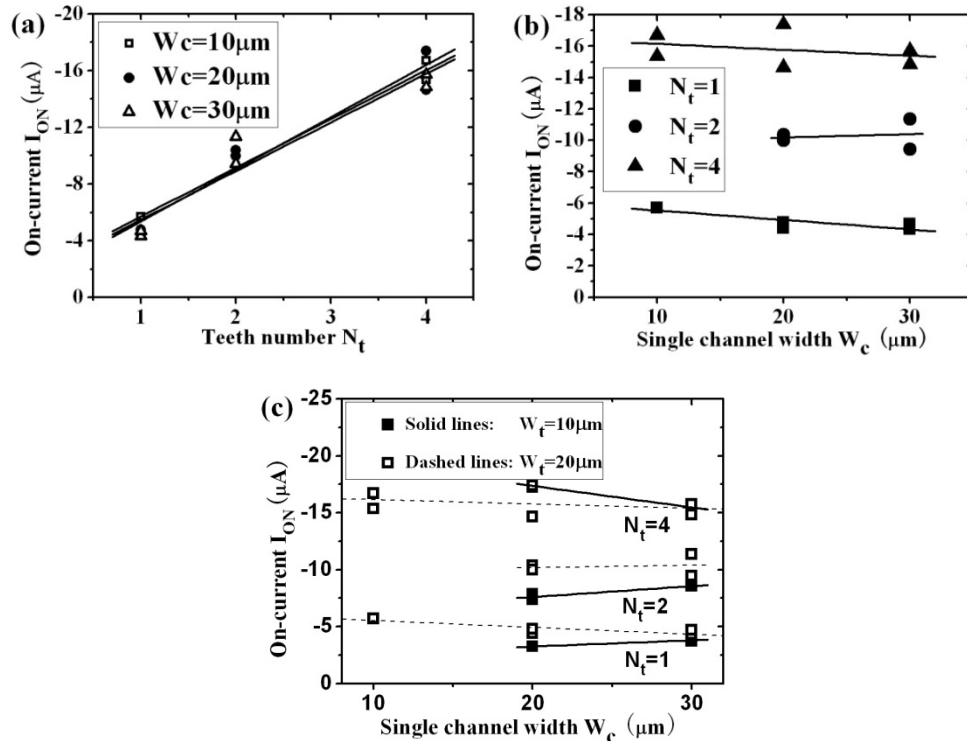 (a)
Wc=10μm
Wc=20μm
Wc=30μm
-20
-16
-12
-8
-4
0
On-current I_ON (μA)
1 2 3 4
Teeth number N_t
(b)
-18
-16
-14
-12
-10
-8
-6
-4
-2
0
On-current I_ON (μA)
N_t=1
N_t=2
N_t=4
10 20 30
Single channel width W_c (μm)
(c)
-25
-20
-15
-10
-5
0
On-current I_ON (μA)
Solid lines: W_t=10μm
Dashed lines: W_t=20μm
N_t=4
N_t=2
N_t=1
10 20 30
Single channel width W_c (μm)